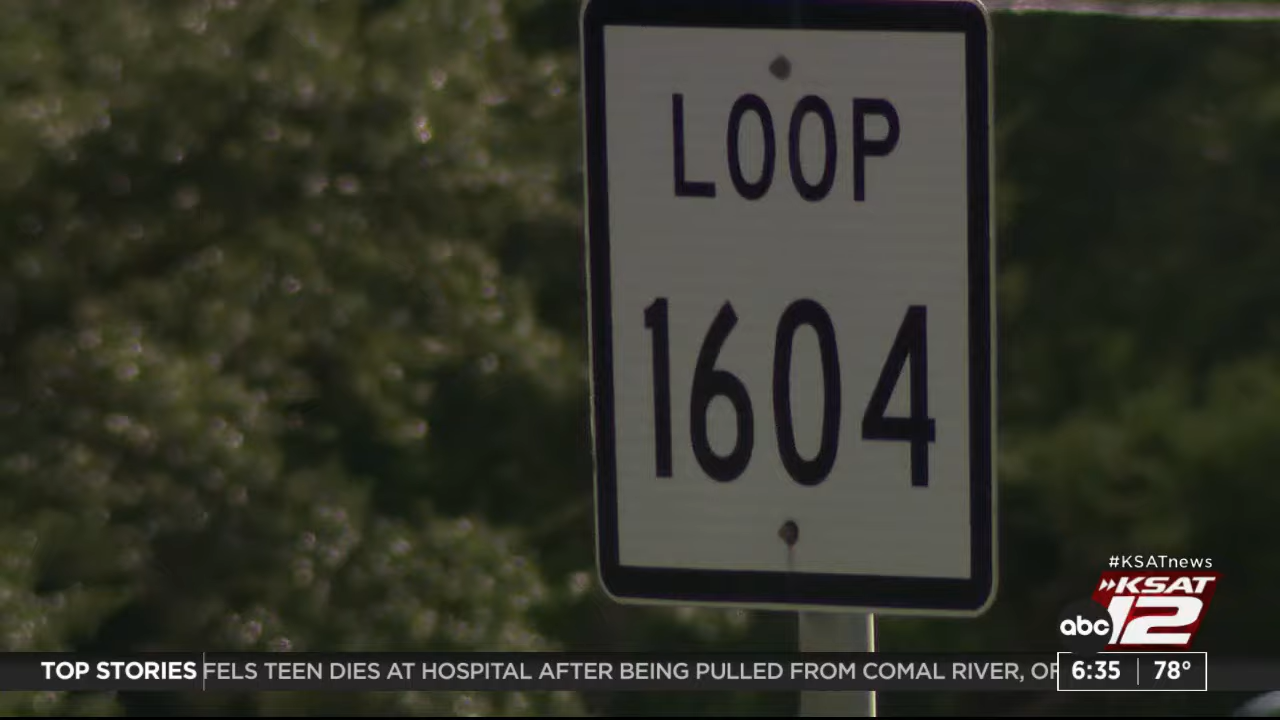 LOOP
1604
#KSATnews
KSAT
abc 12
TOP STORIES FELS TEEN DIES AT HOSPITAL AFTER BEING PULLED FROM COMAL RIVER, OF 6:35 78°